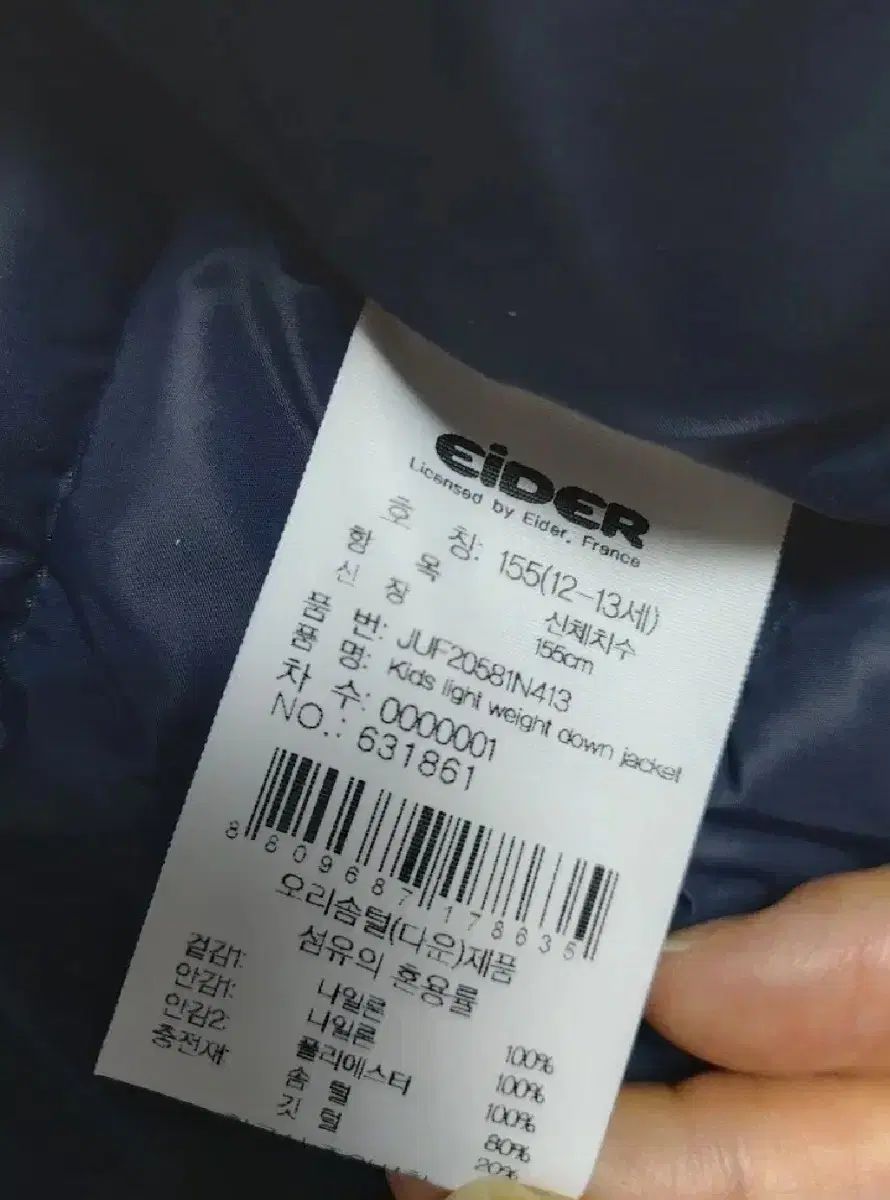 EiDER
Licensed by Eider. France
호 칭: 155(12-13세)
항 목 신체치수
신 장 155cm
품 번: JUF20581N413
품 명: Kids light weight down jacket
차 수: 0000001
NO.: 631861
8 809687 178635
오리솜털(다운)제품
섬유의 혼용률
겉감1: 나일론 100%
안감1: 나일론 100%
안감2: 폴리에스터 100%
충전재: 솜 털 80%
깃 털 20%